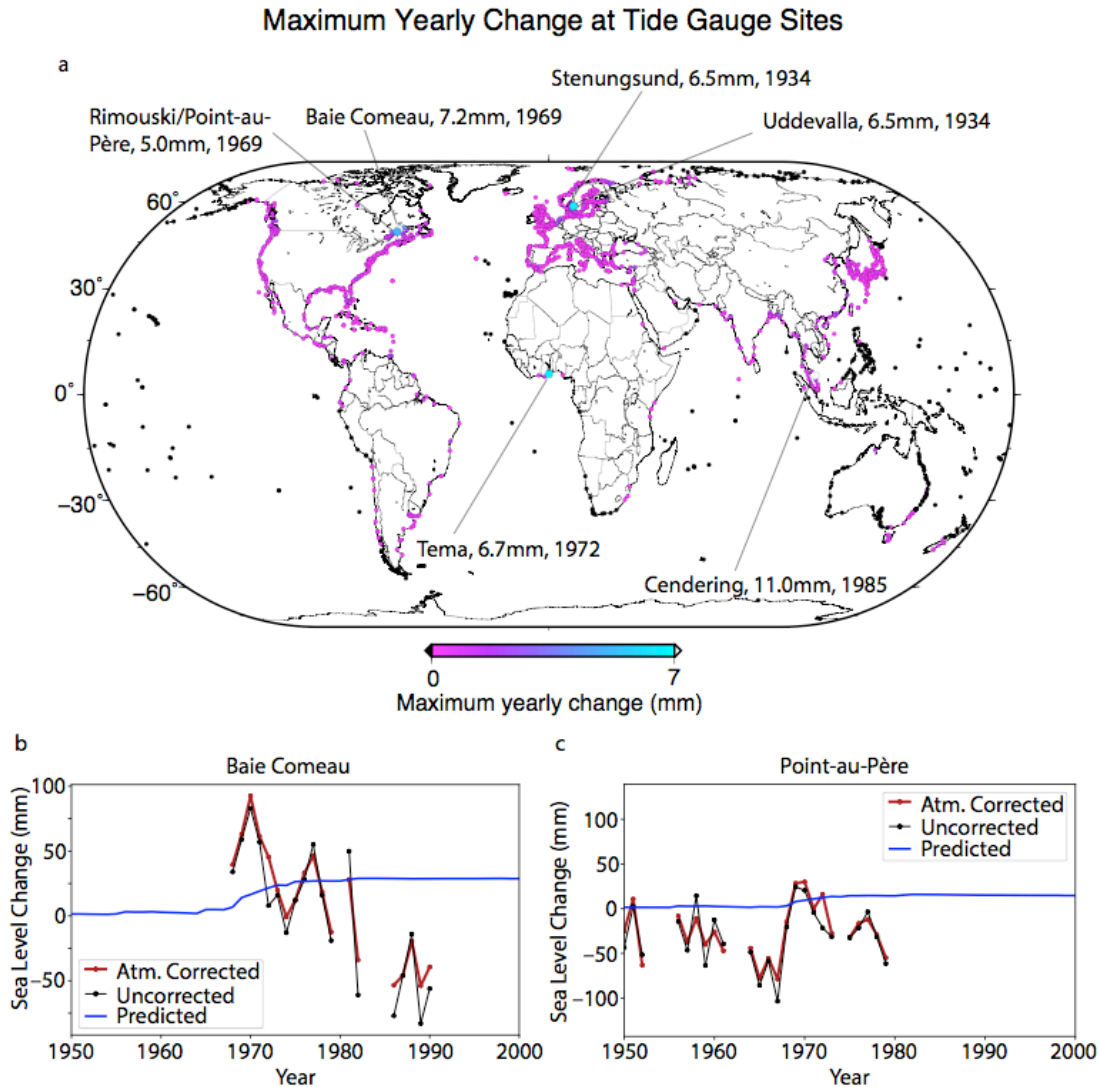 Maximum Yearly Change at Tide Gauge Sites
a
Stenungsund, 6.5mm, 1934
Rimouski/Point-au-
Père, 5.0mm, 1969
Baie Comeau, 7.2mm, 1969
Uddevalla, 6.5mm, 1934
60°
30°
0°
−30°
−60°
Tema, 6.7mm, 1972
Cendering, 11.0mm, 1985
0
7
Maximum yearly change (mm)
b
Baie Comeau
Sea Level Change (mm)
100
50
0
−50
Atm. Corrected
Uncorrected
Predicted
1950 1960 1970 1980 1990 2000
Year
c
Point-au-Père
Sea Level Change (mm)
100
50
0
−50
−100
Atm. Corrected
Uncorrected
Predicted
1950 1960 1970 1980 1990 2000
Year